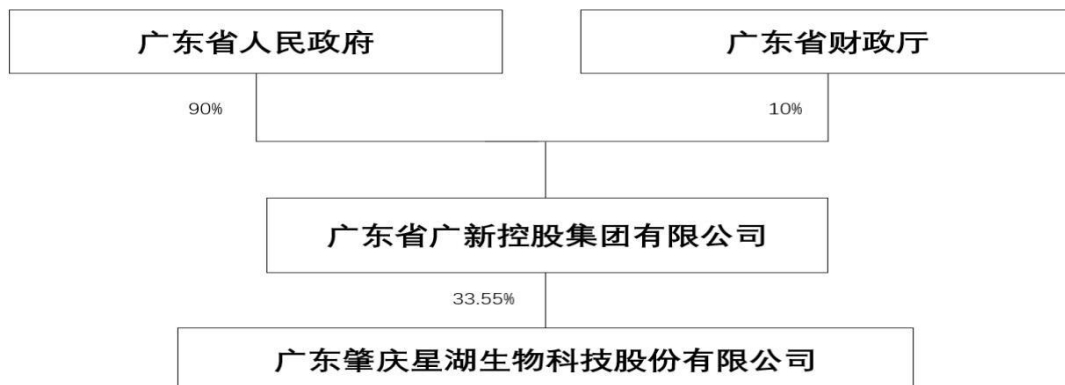 广东省人民政府
广东省财政厅
90%
10%
广东省广新控股集团有限公司
33.55%
广东肇庆星湖生物科技股份有限公司